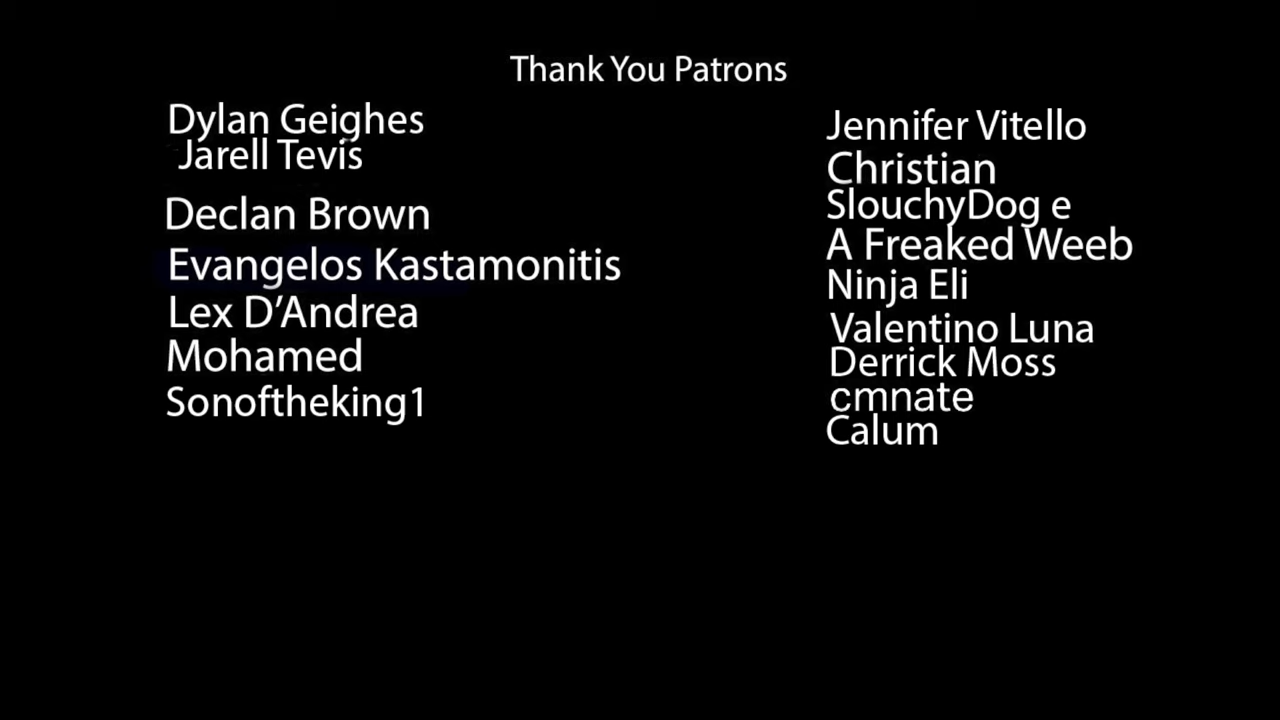 Thank You Patrons
Dylan Geighes
Jarell Tevis
Declan Brown
Evangelos Kastamonitis
Lex D’Andrea
Mohamed
Sonoftheking1
Jennifer Vitello
Christian
SlouchyDog e
A Freaked Weeb
Ninja Eli
Valentino Luna
Derrick Moss
cmnate
Calum